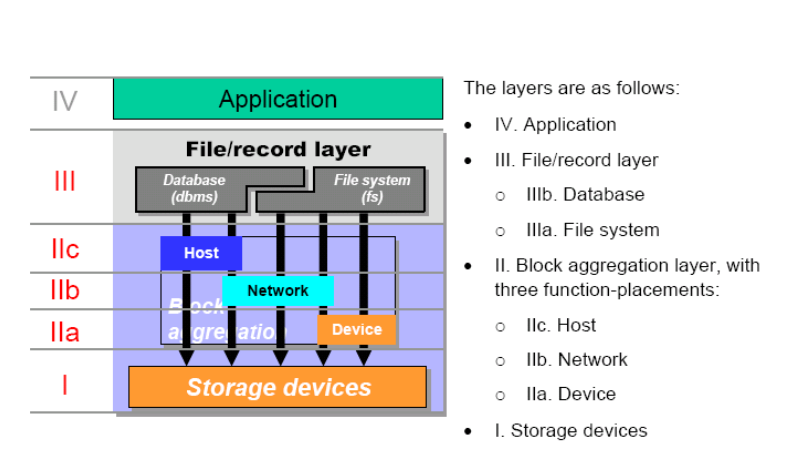 IV
Application
File/record layer
III
Database
(dbms)
File system
(fs)
IIc
Host
IIb
Network
Block
aggregation
IIa
Device
I
Storage devices
The layers are as follows:
• IV. Application
• III. File/record layer
o IIIb. Database
o IIIa. File system
• II. Block aggregation layer, with
three function-placements:
o IIc. Host
o IIb. Network
o IIa. Device
• I. Storage devices